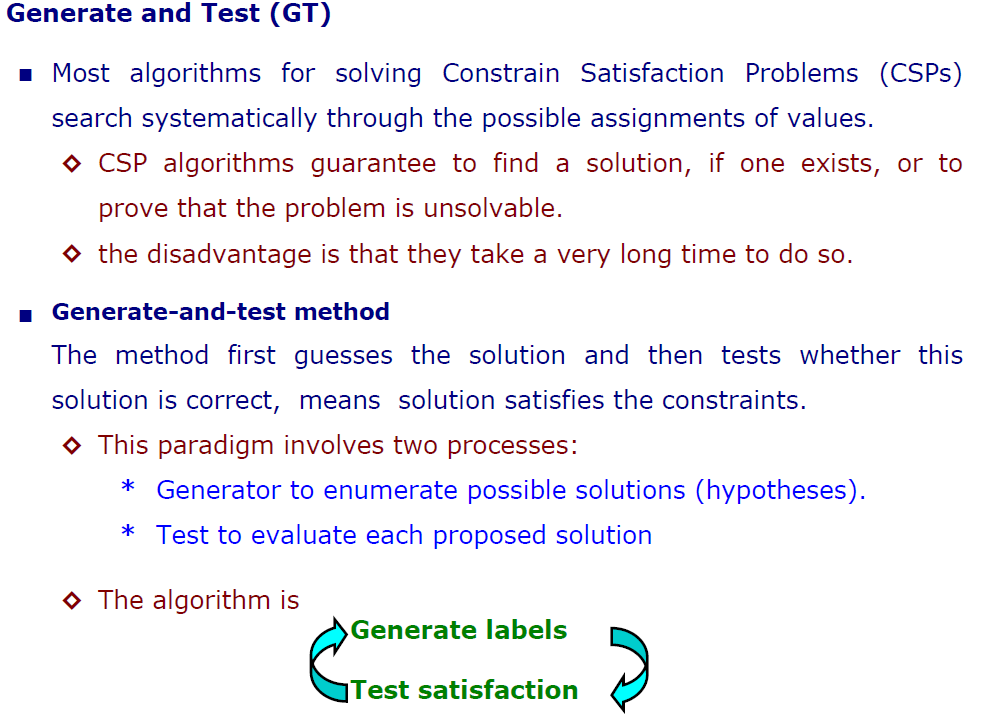 Generate and Test (GT)
■ Most algorithms for solving Constrain Satisfaction Problems (CSPs)
search systematically through the possible assignments of values.
◇ CSP algorithms guarantee to find a solution, if one exists, or to
prove that the problem is unsolvable.
◇ the disadvantage is that they take a very long time to do so.
■ Generate-and-test method
The method first guesses the solution and then tests whether this
solution is correct, means solution satisfies the constraints.
◇ This paradigm involves two processes:
* Generator to enumerate possible solutions (hypotheses).
* Test to evaluate each proposed solution
◇ The algorithm is
Generate labels
Test satisfaction